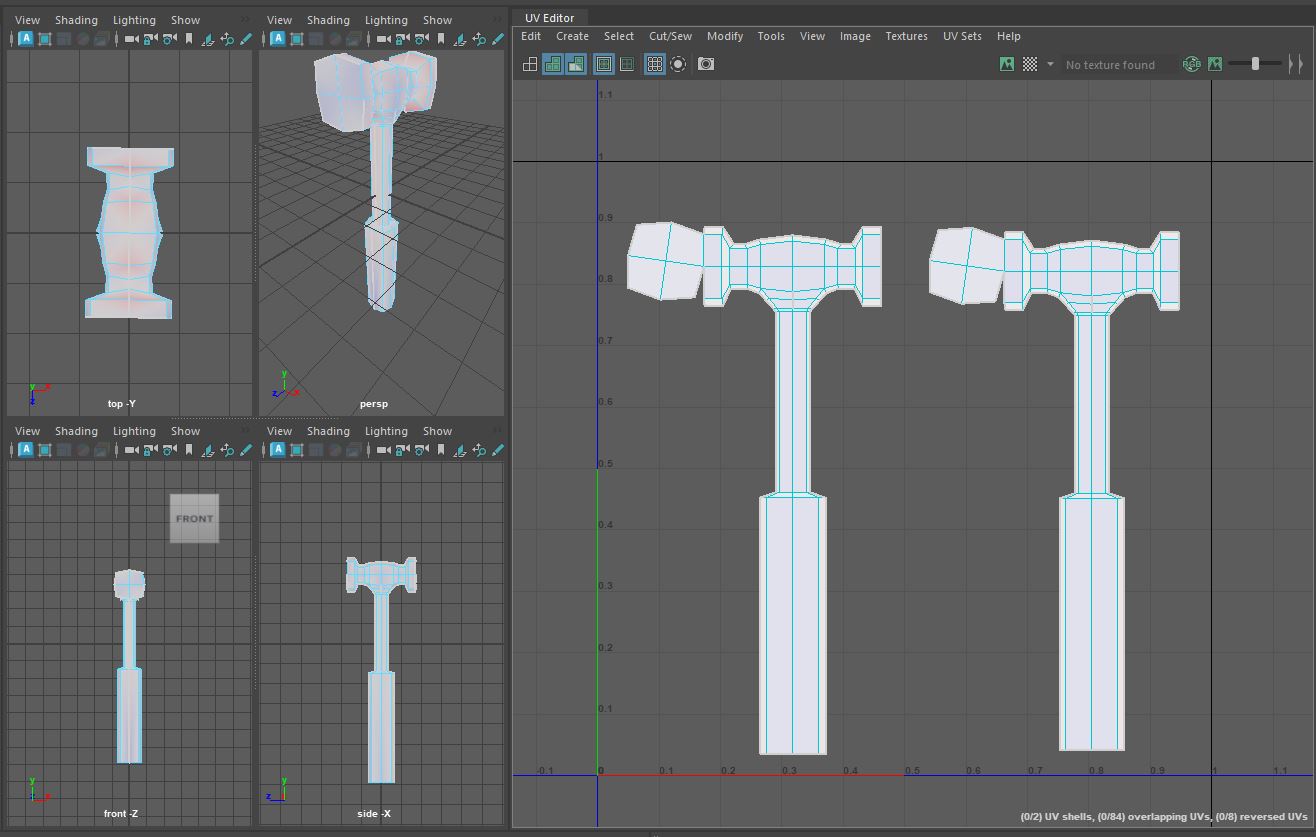 View Shading Lighting Show
View Shading Lighting Show
UV Editor
Edit Create Select Cut/Sew Modify Tools View Image Textures UV Sets Help
A
A
No texture found
RGB
1.1
1
0.9
0.8
0.7
0.6
0.5
0.4
0.3
0.2
0.1
-0.1 0 0.1 0.2 0.3 0.4 0.5 0.6 0.7 0.8 0.9 1 1.1
(0/2) UV shells, (0/84) overlapping UVs, (0/8) reversed UVs
y
x
z
top -Y
y
z x
persp
View Shading Lighting Show
View Shading Lighting Show
A
A
FRONT
y
x
front -Z
y
z
side -X